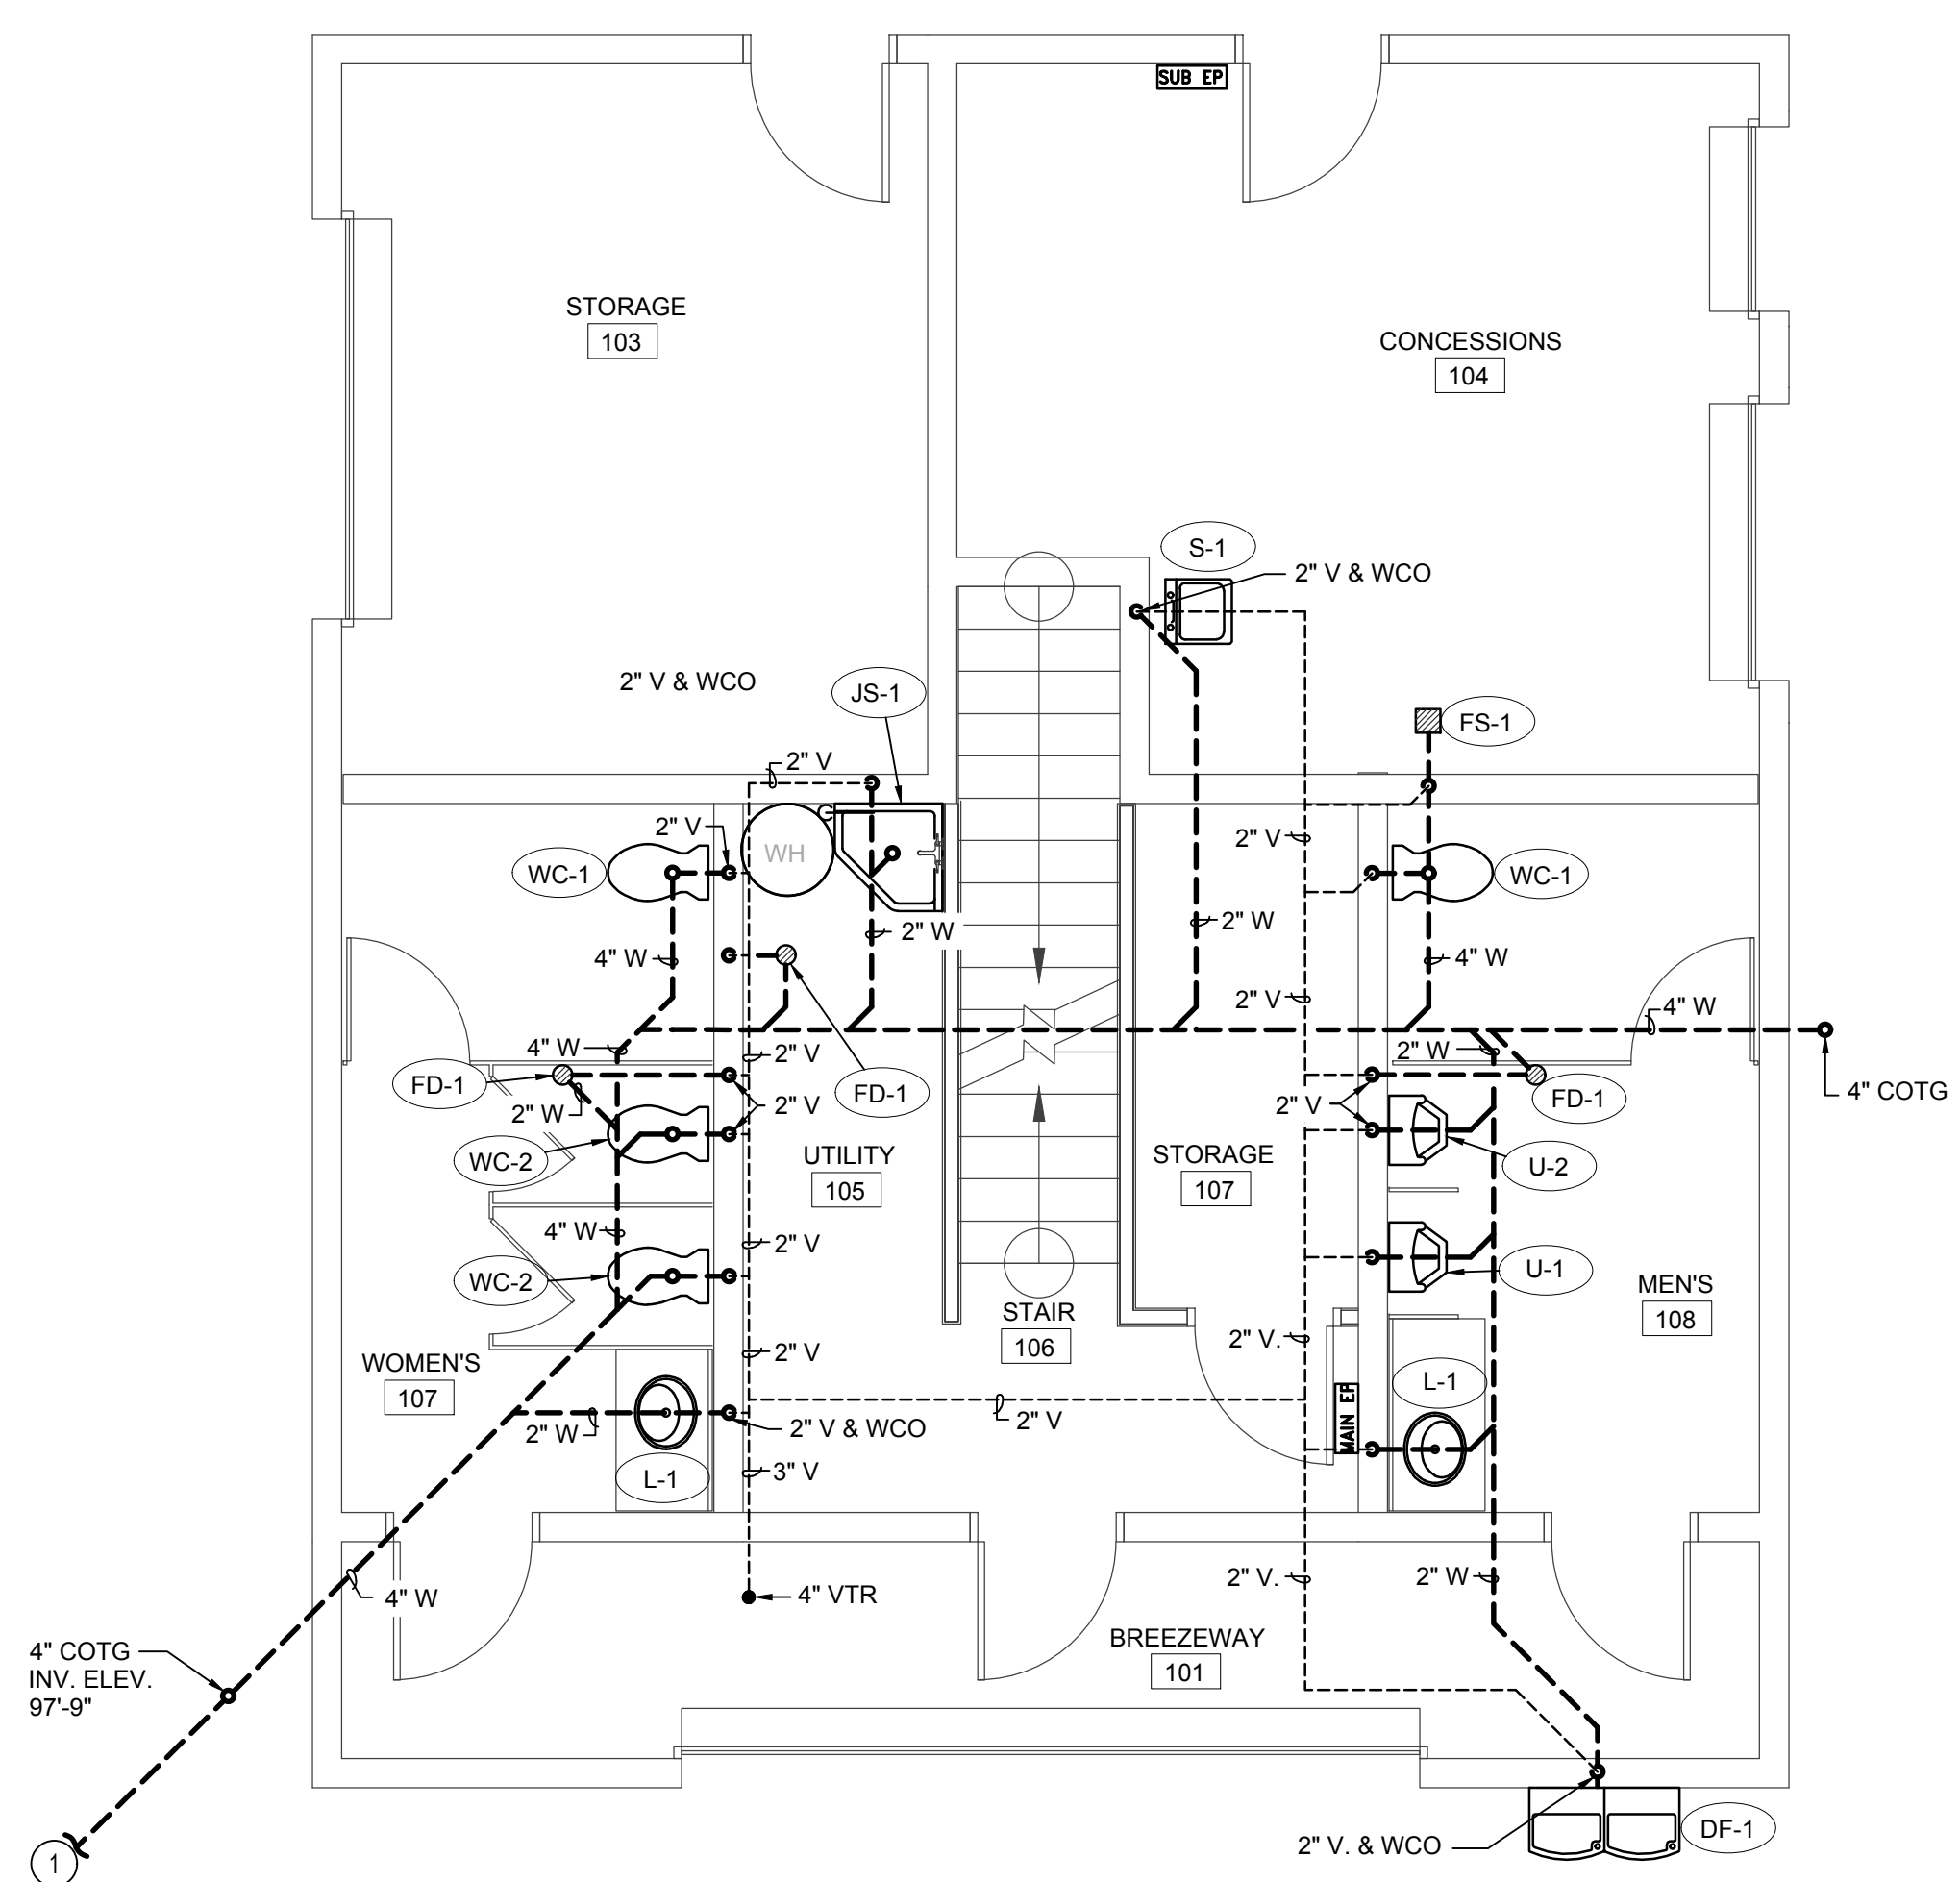 SUB EP
STORAGE
103
CONCESSIONS
104
S-1
2" V & WCO
2" V & WCO
JS-1
FS-1
2" V
2" V
2" V
WH
WC-1
WC-1
2" W
2" W
4" W
4" W
2" V
4" W
4" W
2" V
2" W
FD-1
FD-1
FD-1
4" COTG
2" W
2" V
2" V
WC-2
UTILITY
105
STORAGE
107
U-2
4" W
2" V
WC-2
U-1
MEN'S
108
STAIR
106
2" V
2" V.
WOMEN'S
107
L-1
MAIN EP
2" V
2" W
2" V & WCO
L-1
3" V
4" W
4" VTR
2" V.
2" W
BREEZEWAY
101
4" COTG
INV. ELEV.
97'-9"
1
2" V. & WCO
DF-1